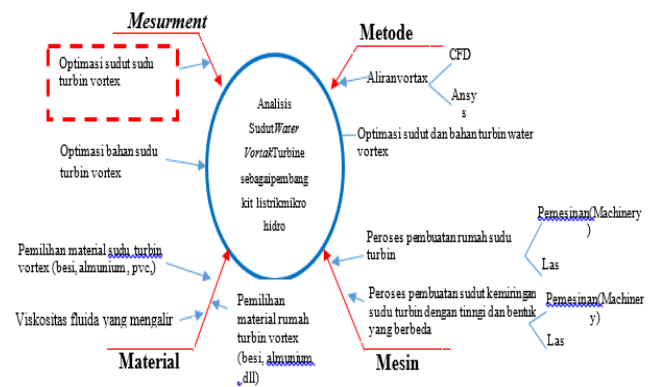 Mesurment
Optimasi sudut sudu
turbin vortex
Optimasi bahan sudu
turbin vortex
Analisis
SudutWater
VortakTurbine
sebagaipembang
kit listrikmikro
hidro
Metode
CFD
Aliranvortax
Ansy
s
Optimasi sudut dan bahan turbin water
vortex
Pemilihan material sudu turbin
vortex (besi, almunium, pvc,)
Viskositas fluida yang mengalir
Pemilihan
material rumah
turbin vortex
(besi, almunium
, dll)
Material
Peroses pembuatan rumah sudu
turbin
Pemesinan(Machinery
)
Las
Peroses pembuatan sudut kemiringan
sudu turbin dengan tinngi dan bentuk
yang berbeda
Pemesinan(Machiner
y)
Las
Mesin